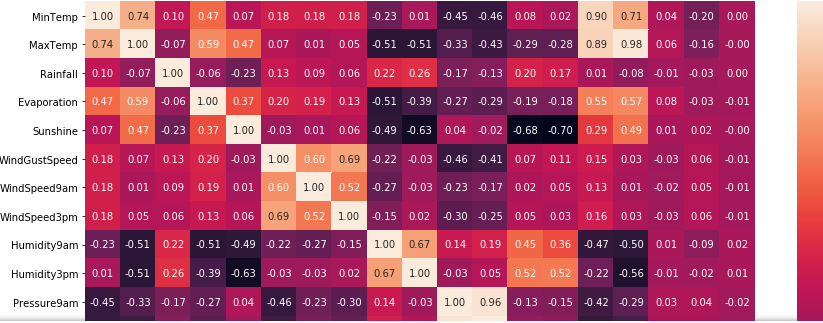 MinTemp 1.00 0.74 0.10 0.47 0.07 0.18 0.18 0.18 -0.23 0.01 -0.45 -0.46 0.08 0.02 0.90 0.71 0.04 -0.20 0.00
MaxTemp 0.74 1.00 -0.07 0.59 0.47 0.07 0.01 0.05 -0.51 -0.51 -0.33 -0.43 -0.29 -0.28 0.89 0.98 0.06 -0.16 -0.00
Rainfall 0.10 -0.07 1.00 -0.06 -0.23 0.13 0.09 0.06 0.22 0.26 -0.17 -0.13 0.20 0.17 0.01 -0.08 -0.01 -0.03 0.00
Evaporation 0.47 0.59 -0.06 1.00 0.37 0.20 0.19 0.13 -0.51 -0.39 -0.27 -0.29 -0.19 -0.18 0.55 0.57 0.08 -0.03 -0.01
Sunshine 0.07 0.47 -0.23 0.37 1.00 -0.03 0.01 0.06 -0.49 -0.63 0.04 -0.02 -0.68 -0.70 0.29 0.49 0.01 0.02 -0.00
WindGustSpeed 0.18 0.07 0.13 0.20 -0.03 1.00 0.60 0.69 -0.22 -0.03 -0.46 -0.41 0.07 0.11 0.15 0.03 -0.03 0.06 -0.01
WindSpeed9am 0.18 0.01 0.09 0.19 0.01 0.60 1.00 0.52 -0.27 -0.03 -0.23 -0.17 0.02 0.05 0.13 0.01 -0.02 0.05 -0.01
WindSpeed3pm 0.18 0.05 0.06 0.13 0.06 0.69 0.52 1.00 -0.15 0.02 -0.30 -0.25 0.05 0.03 0.16 0.03 -0.03 0.06 -0.01
Humidity9am -0.23 -0.51 0.22 -0.51 -0.49 -0.22 -0.27 -0.15 1.00 0.67 0.14 0.19 0.45 0.36 -0.47 -0.50 0.01 -0.09 0.02
Humidity3pm 0.01 -0.51 0.26 -0.39 -0.63 -0.03 -0.03 0.02 0.67 1.00 -0.03 0.05 0.52 0.52 -0.22 -0.56 -0.01 -0.02 0.01
Pressure9am -0.45 -0.33 -0.17 -0.27 0.04 -0.46 -0.23 -0.30 0.14 -0.03 1.00 0.96 -0.13 -0.15 -0.42 -0.29 0.03 0.04 -0.02